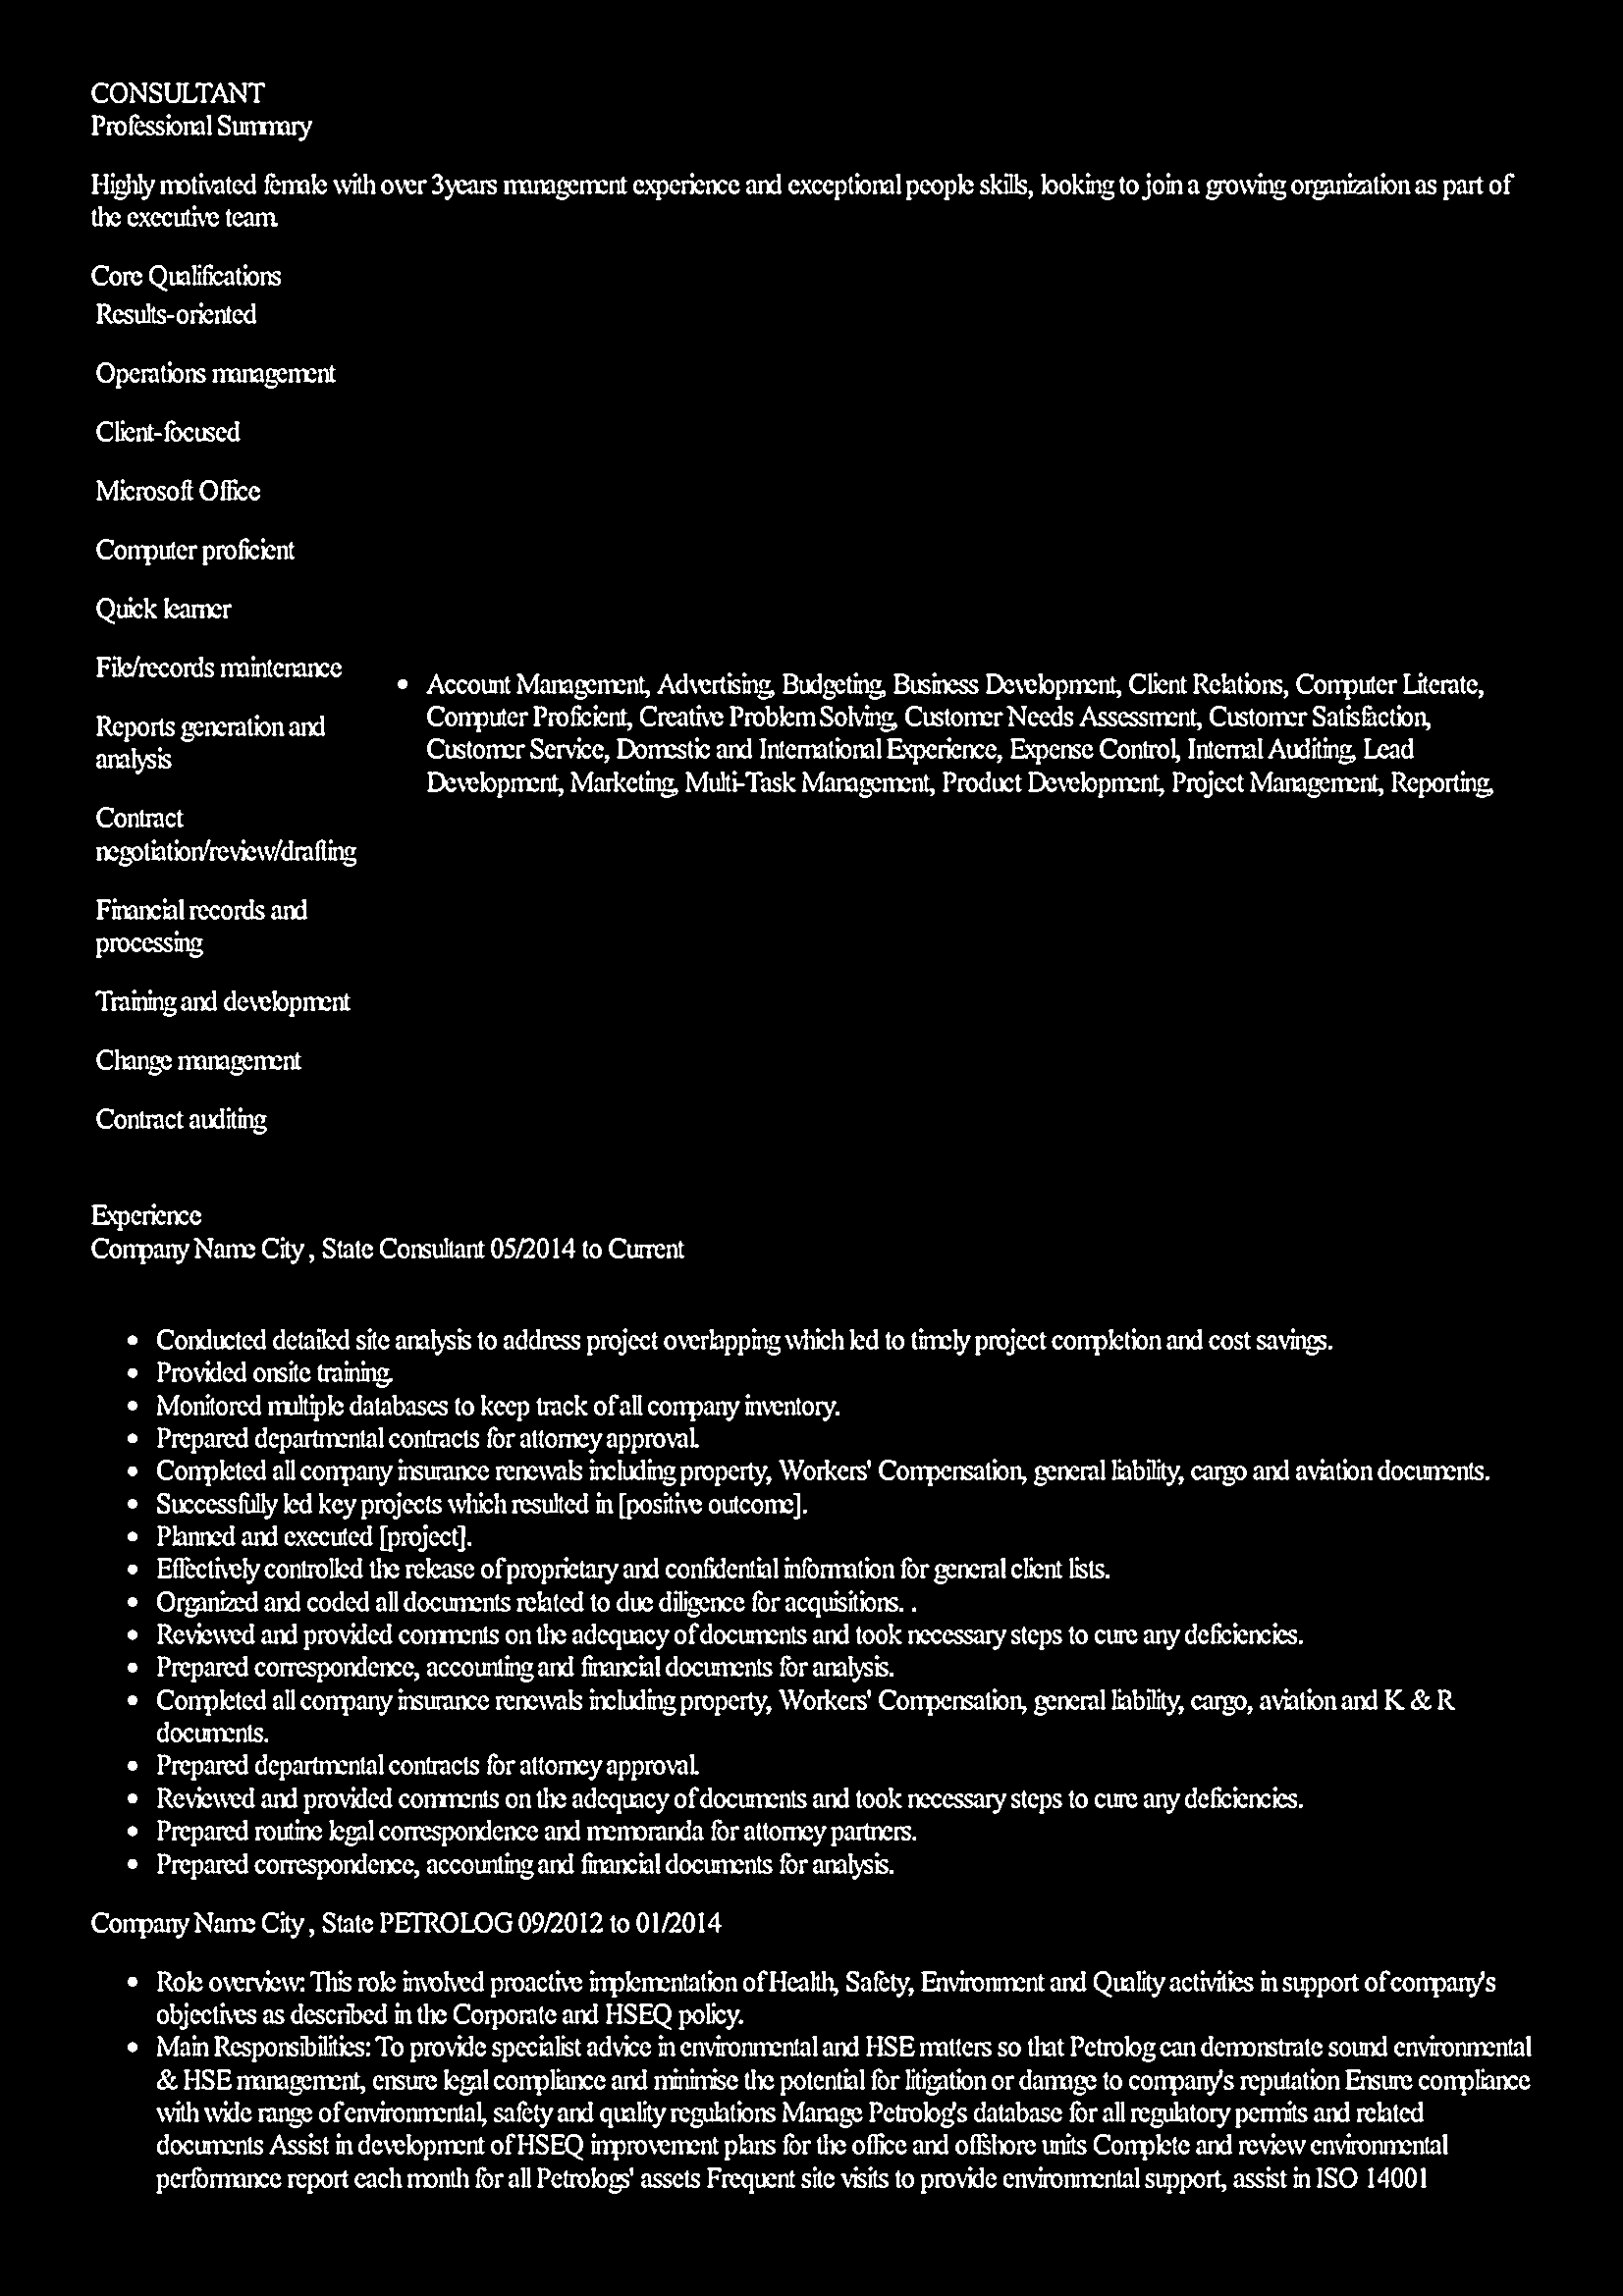 CONSULTANT
Professional Summary
Highly motivated female with over 3years management experience and exceptional people skills, looking to join a growing organization as part of
the executive team.
Core Qualifications
Results-oriented
Operations management
Client-focused
Microsoft Office
Computer proficient
Quick learner
File/records maintenance
Reports generation and
analysis
Contract
negotiation/review/drafting
Financial records and
processing
Training and development
Change management
Contract auditing
• Account Management, Advertising, Budgeting, Business Development, Client Relations, Computer Literate,
Computer Proficient, Creative Problem Solving, Customer Needs Assessment, Customer Satisfaction,
Customer Service, Domestic and International Experience, Expense Control, Internal Auditing, Lead
Development, Marketing, Multi-Task Management, Product Development, Project Management, Reporting,
Experience
Company Name City , State Consultant 05/2014 to Current
• Conducted detailed site analysis to address project overlapping which led to timely project completion and cost savings.
• Provided onsite training.
• Monitored multiple databases to keep track of all company inventory.
• Prepared departmental contracts for attorney approval.
• Completed all company insurance renewals including property, Workers' Compensation, general liability, cargo and aviation documents.
• Successfully led key projects which resulted in [positive outcome].
• Planned and executed [project].
• Effectively controlled the release of proprietary and confidential information for general client lists.
• Organized and coded all documents related to due diligence for acquisitions. .
• Reviewed and provided comments on the adequacy of documents and took necessary steps to cure any deficiencies.
• Prepared correspondence, accounting and financial documents for analysis.
• Completed all company insurance renewals including property, Workers' Compensation, general liability, cargo, aviation and K & R
documents.
• Prepared departmental contracts for attorney approval.
• Reviewed and provided comments on the adequacy of documents and took necessary steps to cure any deficiencies.
• Prepared routine legal correspondence and memoranda for attorney partners.
• Prepared correspondence, accounting and financial documents for analysis.
Company Name City , State PETROLOG 09/2012 to 01/2014
• Role overview: This role involved proactive implementation of Health, Safety, Environment and Quality activities in support of company's
objectives as described in the Corporate and HSEQ policy.
• Main Responsibilities: To provide specialist advice in environmental and HSE matters so that Petrolog can demonstrate sound environmental
& HSE management, ensure legal compliance and minimise the potential for litigation or damage to company's reputation Ensure compliance
with wide range of environmental, safety and quality regulations Manage Petrolog's database for all regulatory permits and related
documents Assist in development of HSEQ improvement plans for the office and offshore units Complete and review environmental
performance report each month for all Petrologs' assets Frequent site visits to provide environmental support, assist in ISO 14001